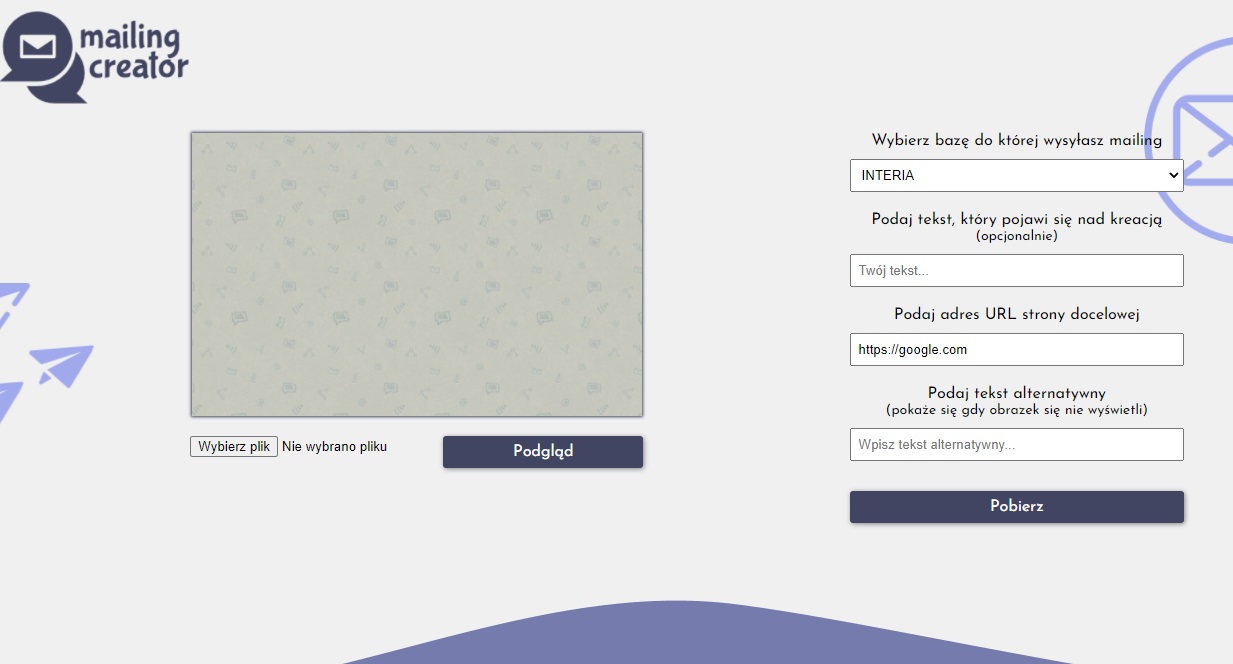 mailing
creator
Wybierz bazę do której wysyłasz mailing
INTERIA
Podaj tekst, który pojawi się nad kreacją
(opcjonalnie)
Twój tekst...
Podaj adres URL strony docelowej
https://google.com
Podaj tekst alternatywny
(pokaże się gdy obrazek się nie wyświetli)
Wpisz tekst alternatywny...
Wybierz plik Nie wybrano pliku
Podgląd
Pobierz